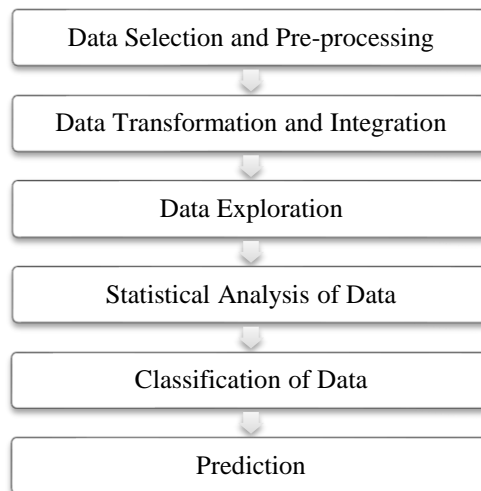 Data Selection and Pre-processing
Data Transformation and Integration
Data Exploration
Statistical Analysis of Data
Classification of Data
Prediction